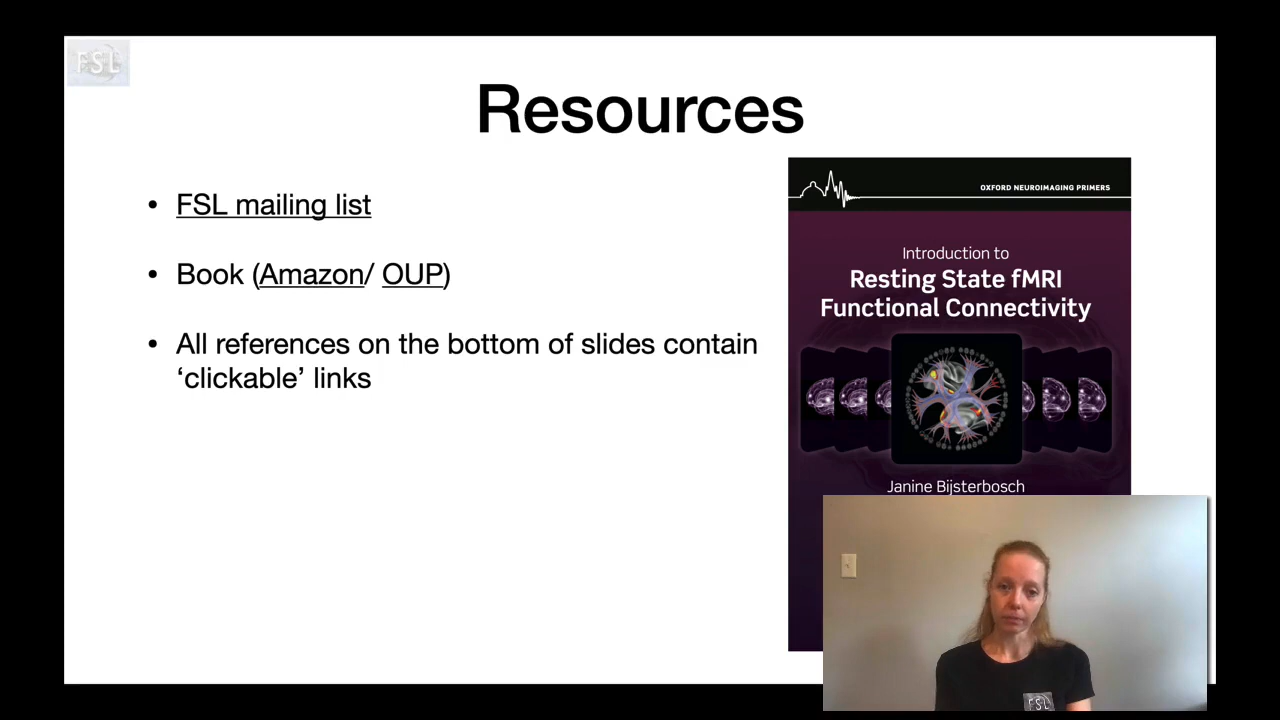 FSL
Resources
• FSL mailing list
• Book (Amazon/ OUP)
• All references on the bottom of slides contain
‘clickable’ links
OXFORD NEUROIMAGING PRIMERS
Introduction to
Resting State fMRI
Functional Connectivity
Janine Bijsterbosch
FSL